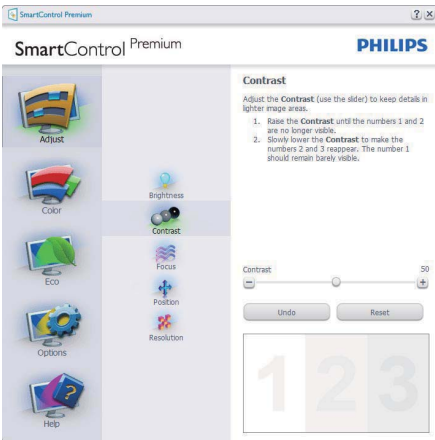 SmartControl Premium
? X
SmartControl Premium
PHILIPS
Adjust
Color
Eco
Options
Help
Brightness
Contrast
Focus
Position
Resolution
Contrast
Adjust the Contrast (use the slider) to keep details in
lighter image areas.
1. Raise the Contrast until the numbers 1 and 2
are no longer visible.
2. Slowly lower the Contrast to make the
numbers 2 and 3 reappear. The number 1
should remain barely visible.
Contrast 50
- +
Undo Reset
1 2 3